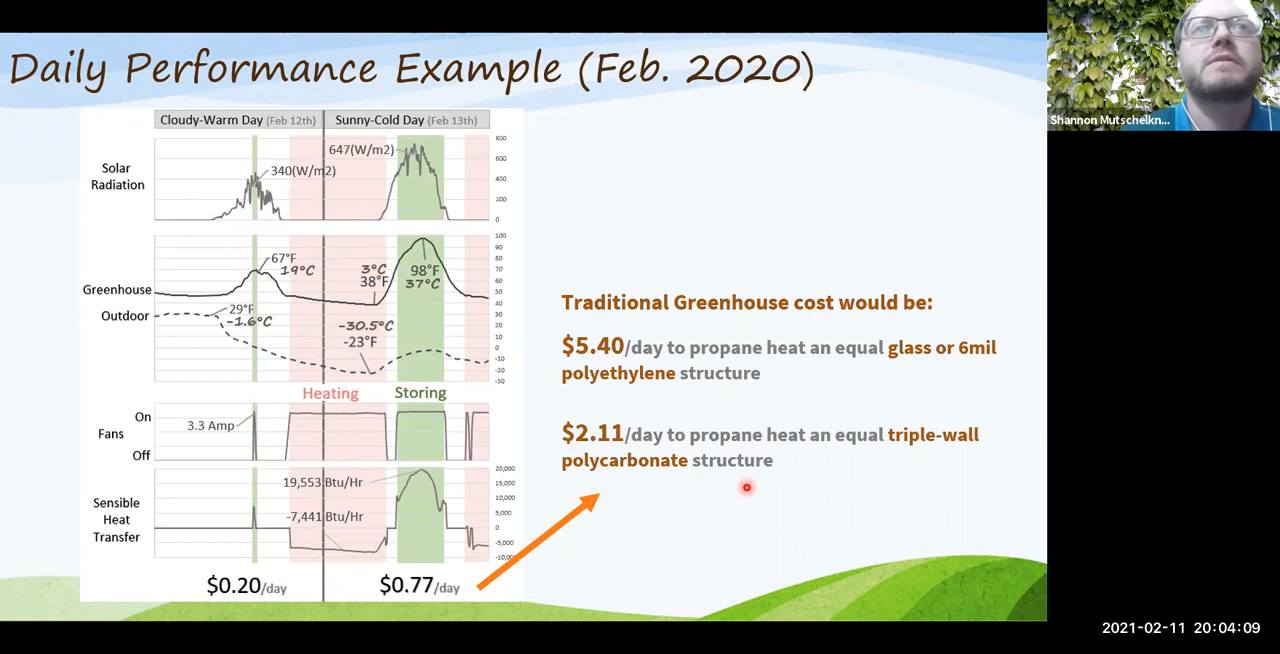 Daily Performance Example (Feb. 2020)
Shannon Mutschelkn...
Cloudy-Warm Day (Feb 12th)
Sunny-Cold Day (Feb 13th)
Solar
Radiation
340(W/m2)
647(W/m2)
800
600
400
200
0
Greenhouse
Outdoor
67°F
19°C
29°F
-1.6°C
3°C
38°F
98°F
37°C
-30.5°C
-23°F
100
90
80
70
60
50
40
30
20
10
0
-10
-20
-30
Heating
Storing
On
Fans
Off
3.3 Amp
Sensible
Heat
Transfer
19,553 Btu/Hr
-7,441 Btu/Hr
20,000
15,000
10,000
5,000
0
-5,000
-10,000
$0.20/day
$0.77/day
Traditional Greenhouse cost would be:
$5.40/day to propane heat an equal glass or 6mil
polyethylene structure
$2.11/day to propane heat an equal triple-wall
polycarbonate structure
2021-02-11 20:04:09